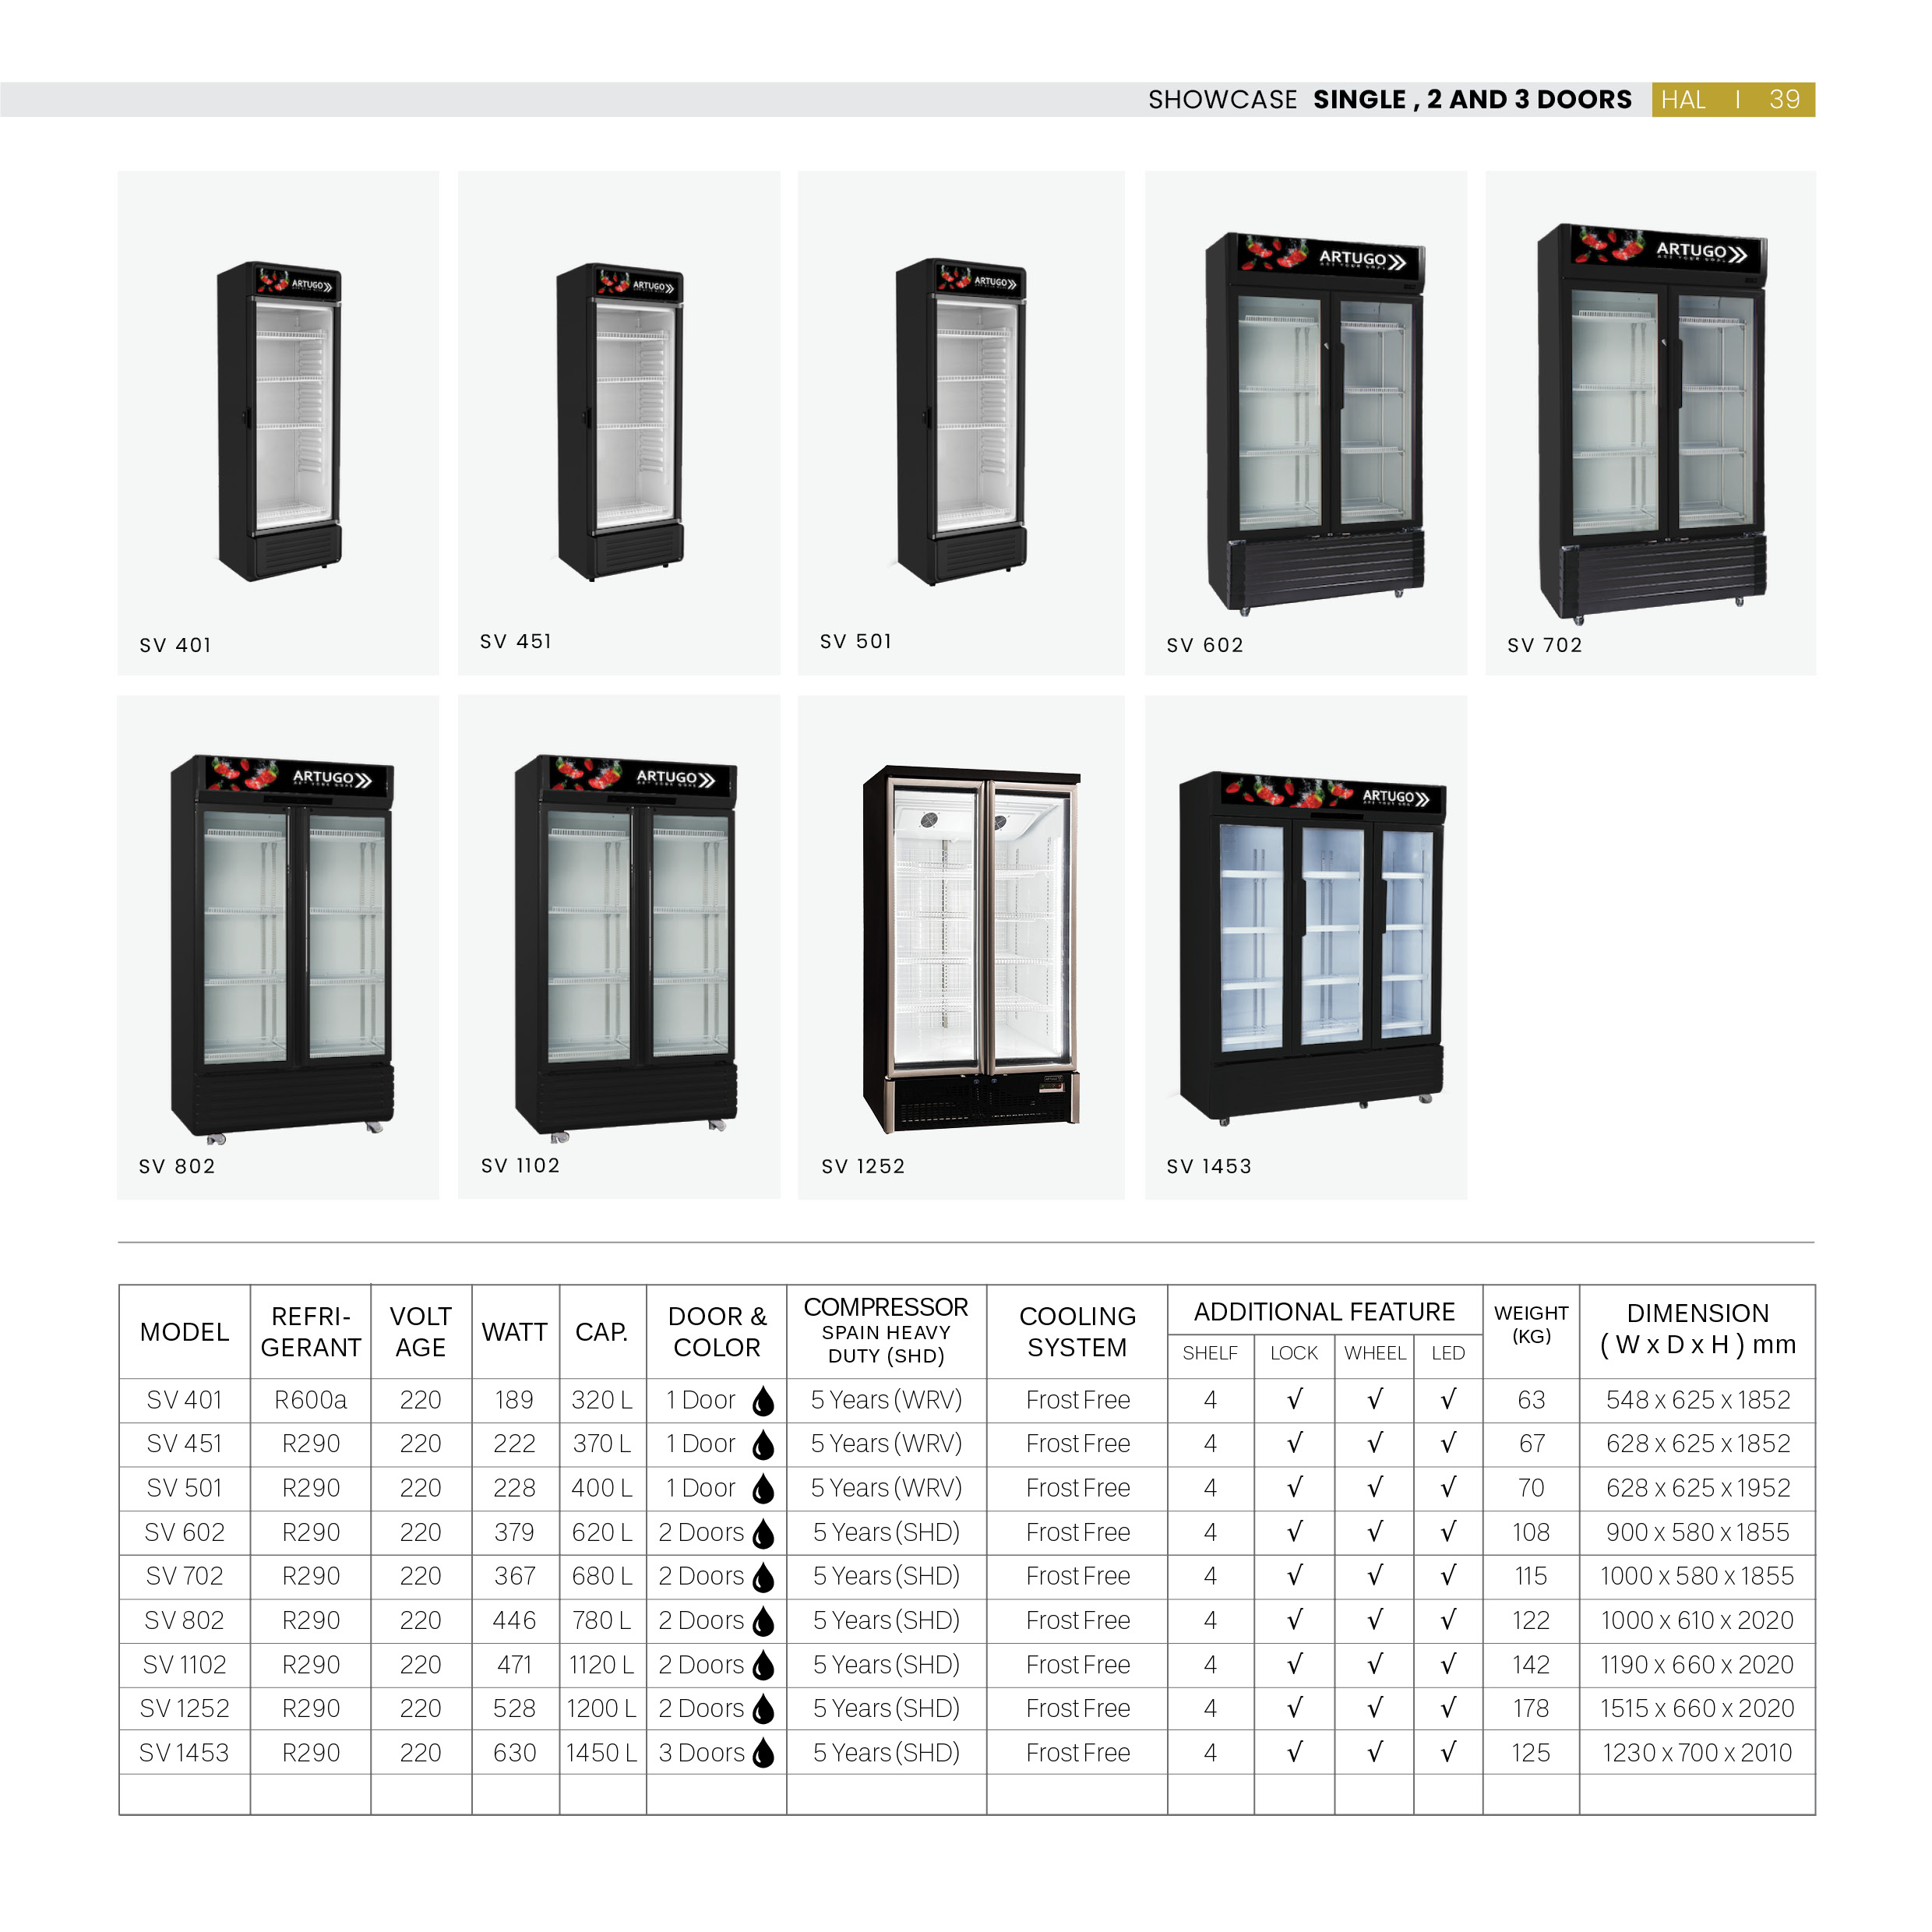 SHOWCASE SINGLE , 2 AND 3 DOORS HAL I 39
ARTUGO
ARTUGO
ARTUGO
ARTUGO
ARTUGO
SV 401
SV 451
SV 501
SV 602
SV 702
ARTUGO
ARTUGO
ARTUGO
SV 802
SV 1102
SV 1252
SV 1453
MODEL REFRI- GERANT VOLT AGE WATT CAP. DOOR & COLOR COMPRESSOR SPAIN HEAVY DUTY (SHD) COOLING SYSTEM ADDITIONAL FEATURE WEIGHT (KG) DIMENSION ( W x D x H ) mm
SHELF LOCK WHEEL LED
SV 401 R600a 220 189 320 L 1 Door 5 Years (WRV) Frost Free 4 √ √ √ 63 548 x 625 x 1852
SV 451 R290 220 222 370 L 1 Door 5 Years (WRV) Frost Free 4 √ √ √ 67 628 x 625 x 1852
SV 501 R290 220 228 400 L 1 Door 5 Years (WRV) Frost Free 4 √ √ √ 70 628 x 625 x 1952
SV 602 R290 220 379 620 L 2 Doors 5 Years (SHD) Frost Free 4 √ √ √ 108 900 x 580 x 1855
SV 702 R290 220 367 680 L 2 Doors 5 Years (SHD) Frost Free 4 √ √ √ 115 1000 x 580 x 1855
SV 802 R290 220 446 780 L 2 Doors 5 Years (SHD) Frost Free 4 √ √ √ 122 1000 x 610 x 2020
SV 1102 R290 220 471 1120 L 2 Doors 5 Years (SHD) Frost Free 4 √ √ √ 142 1190 x 660 x 2020
SV 1252 R290 220 528 1200 L 2 Doors 5 Years (SHD) Frost Free 4 √ √ √ 178 1515 x 660 x 2020
SV 1453 R290 220 630 1450 L 3 Doors 5 Years (SHD) Frost Free 4 √ √ √ 125 1230 x 700 x 2010